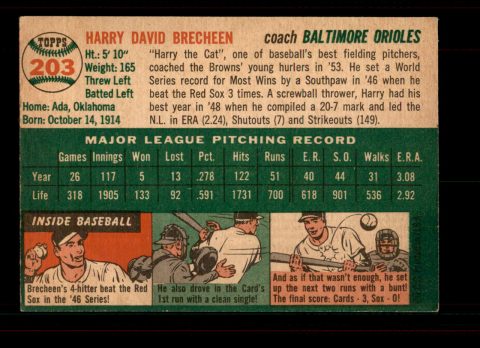 TOPPS
203
HARRY DAVID BRECHEEN
coach BALTIMORE ORIOLES
Ht.: 5' 10"
Weight: 165
Threw Left
Batted Left
Home: Ada, Oklahoma
Born: October 14, 1914
"Harry the Cat", one of baseball's best fielding pitchers,
coached the Browns' young hurlers in '53. He set a World
Series record for Most Wins by a Southpaw in '46 when he
beat the Red Sox 3 times. A screwball thrower, Harry had his
best year in '48 when he compiled a 20-7 mark and led the
N.L. in ERA (2.24), Shutouts (7) and Strikeouts (149).
MAJOR LEAGUE PITCHING RECORD
Games Innings Won Lost Pct. Hits Runs E.R. S.O. Walks E.R.A.
Year 26 117 5 13 .278 122 51 40 44 31 3.08
Life 318 1905 133 92 .591 1731 700 618 901 536 2.92
INSIDE BASEBALL
Brecheen's 4-hitter beat the Red
Sox in the '46 Series!
He also drove in the Card's
1st run with a clean single!
And as if that wasn't enough, he set
up the next two runs with a bunt!
The final score: Cards - 3, Sox - 0!